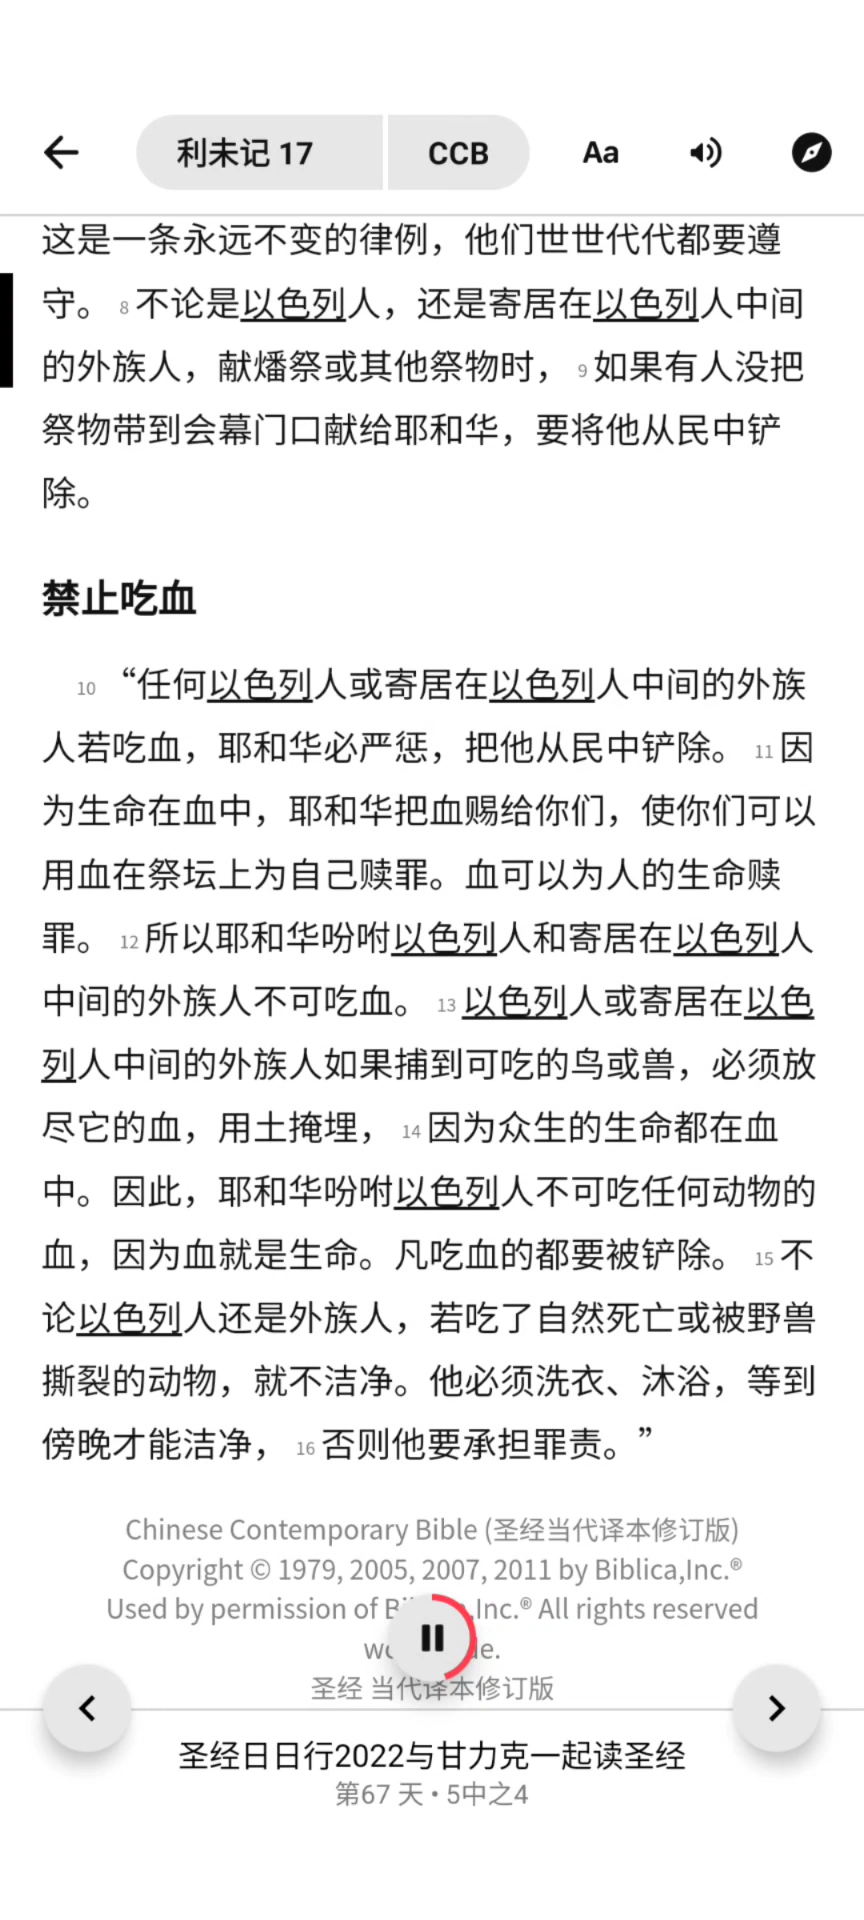 利未记 17 CCB Aa
这是一条永远不变的律例，他们世世代代都要遵
守。 8 不论是以色列人，还是寄居在以色列人中间
的外族人，献燔祭或其他祭物时， 9 如果有人没把
祭物带到会幕门口献给耶和华，要将他从民中铲
除。
禁止吃血
10 “任何以色列人或寄居在以色列人中间的外族
人若吃血，耶和华必严惩，把他从民中铲除。 11 因
为生命在血中，耶和华把血赐给你们，使你们可以
用血在祭坛上为自己赎罪。血可以为人的生命赎
罪。 12 所以耶和华吩咐以色列人和寄居在以色列人
中间的外族人不可吃血。 13 以色列人或寄居在以色
列人中间的外族人如果捕到可吃的鸟或兽，必须放
尽它的血，用土掩埋， 14 因为众生的生命都在血
中。因此，耶和华吩咐以色列人不可吃任何动物的
血，因为血就是生命。凡吃血的都要被铲除。 15 不
论以色列人还是外族人，若吃了自然死亡或被野兽
撕裂的动物，就不洁净。他必须洗衣、沐浴，等到
傍晚才能洁净， 16 否则他要承担罪责。”
Chinese Contemporary Bible (圣经当代译本修订版)
Copyright © 1979, 2005, 2007, 2011 by Biblica,Inc.®
Used by permission of Inc.® All rights reserved
圣经 当代译本修订版
圣经日日行2022与甘力克一起读圣经
第67 天 • 5中之4